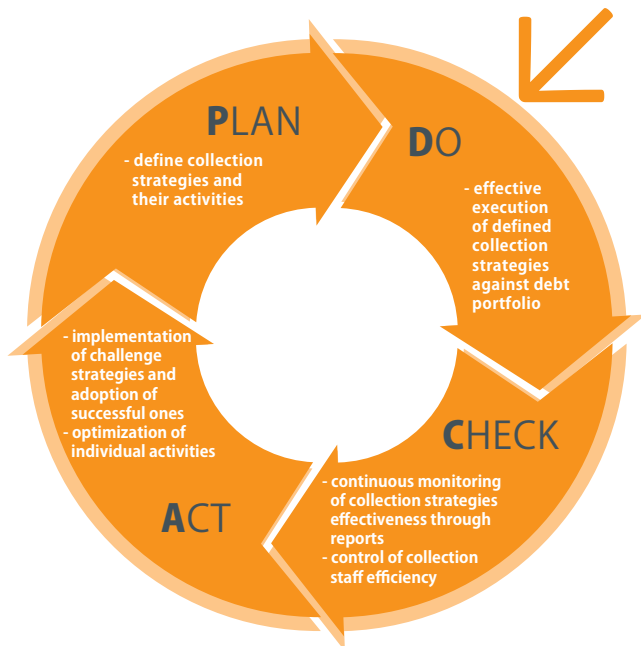 PLAN
- define collection
strategies and
their activities
DO
- effective
execution
of defined
collection
strategies
against debt
portfolio
CHECK
- continuous monitoring
of collection strategies
effectiveness through
reports
- control of collection
staff efficiency
ACT
- implementation
of challenge
strategies and
adoption of
successful ones
- optimization of
individual activities